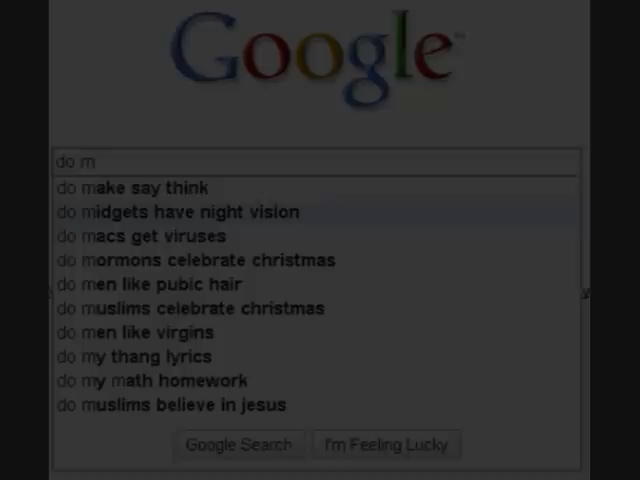 Google™
do m
do make say think
do midgets have night vision
do macs get viruses
do mormons celebrate christmas
do men like pubic hair
do muslims celebrate christmas
do men like virgins
do my thang lyrics
do my math homework
do muslims believe in jesus
Google Search I'm Feeling Lucky